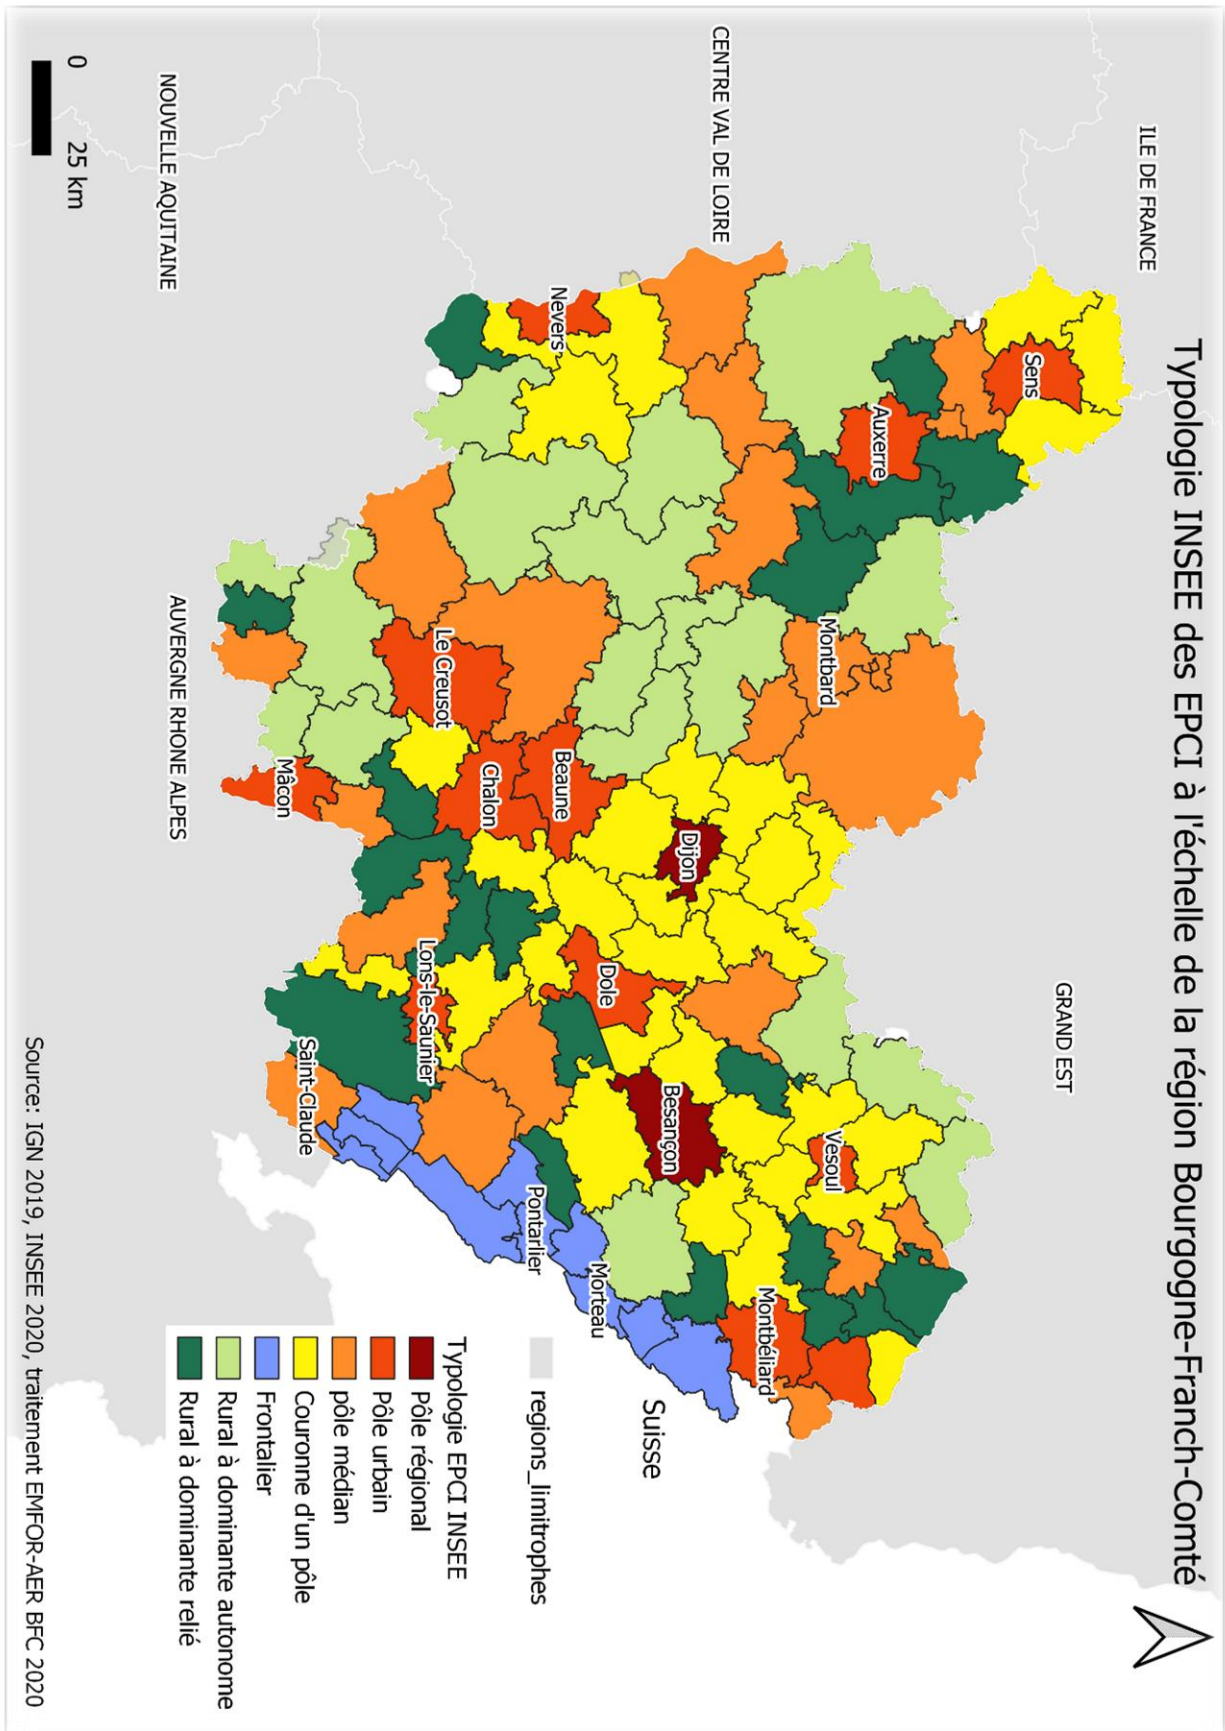 Typologie INSEE des EPCI à l'échelle de la région Bourgogne-Franch-Comté
ILE DE FRANCE
GRAND EST
CENTRE VAL DE LOIRE
NOUVELLE AQUITAINE
AUVERGNE RHONE ALPES
Suisse
Sens
Auxerre
Montbard
Vesoul
Montbéliard
Dijon
Besançon
Nevers
Beaune
Dole
Morteau
Chalon
Pontarlier
Le Creusot
Lons-le-Saunier
Mâcon
Saint-Claude
regions_limitrophes
Typologie EPCI INSEE
Pôle régional
Pôle urbain
pôle médian
Couronne d'un pôle
Frontalier
Rural à dominante autonome
Rural à dominante relié
0 25 km
Source: IGN 2019, INSEE 2020, traitement EMFOR-AER BFC 2020